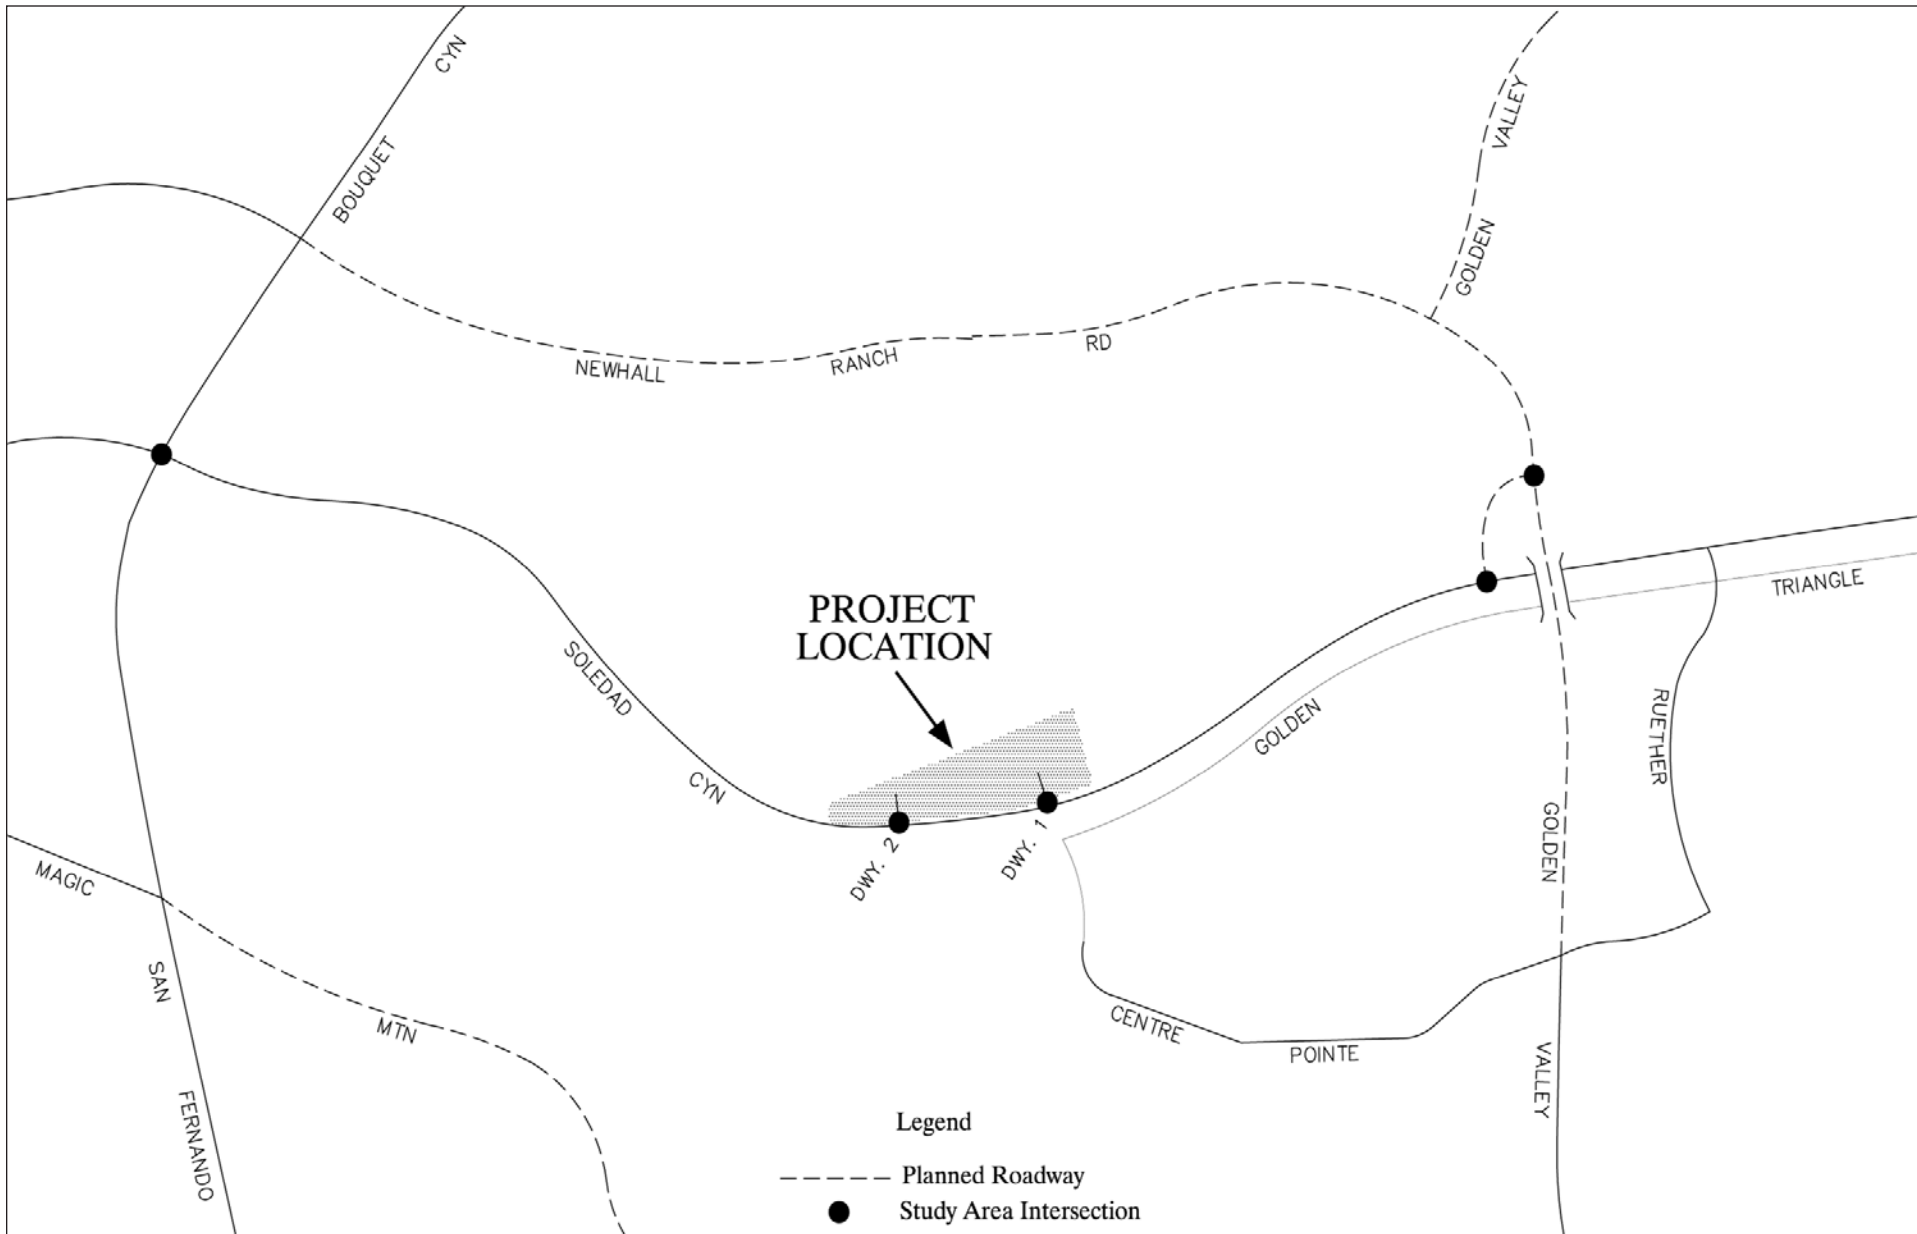 CYN
VALLEY
BOUQUET
GOLDEN
NEWHALL
RANCH
RD
TRIANGLE
PROJECT
LOCATION
SOLEDAD
CYN
GOLDEN
RUETHER
DWY. 2
DWY. 1
GOLDEN
MAGIC
SAN
MTN
CENTRE
POINTE
VALLEY
FERNANDO
Legend
Planned Roadway
Study Area Intersection